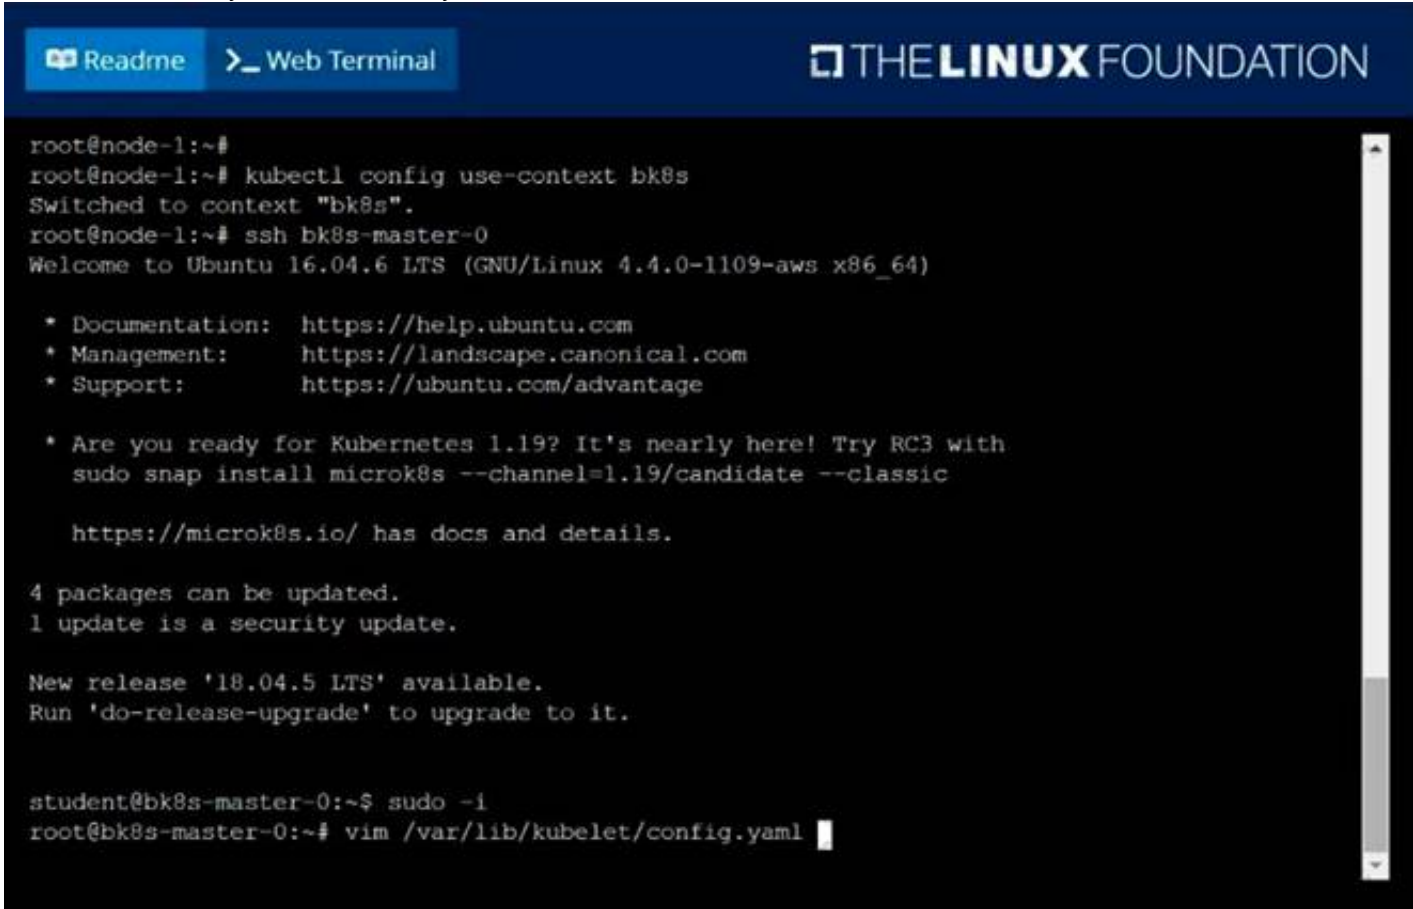 Readme
Web Terminal
THE LINUX FOUNDATION
root@node-1:~#
root@node-1:~# kubectl config use-context bk8s
Switched to context "bk8s".
root@node-1:~# ssh bk8s-master-0
Welcome to Ubuntu 16.04.6 LTS (GNU/Linux 4.4.0-1109-aws x86_64)
* Documentation: https://help.ubuntu.com
* Management: https://landscape.canonical.com
* Support: https://ubuntu.com/advantage
* Are you ready for Kubernetes 1.19? It's nearly here! Try RC3 with
sudo snap install microk8s --channel=1.19/candidate --classic
https://microk8s.io/ has docs and details.
4 packages can be updated.
1 update is a security update.
New release '18.04.5 LTS' available.
Run 'do-release-upgrade' to upgrade to it.
student@bk8s-master-0:~$ sudo -i
root@bk8s-master-0:~# vim /var/lib/kubelet/config.yaml